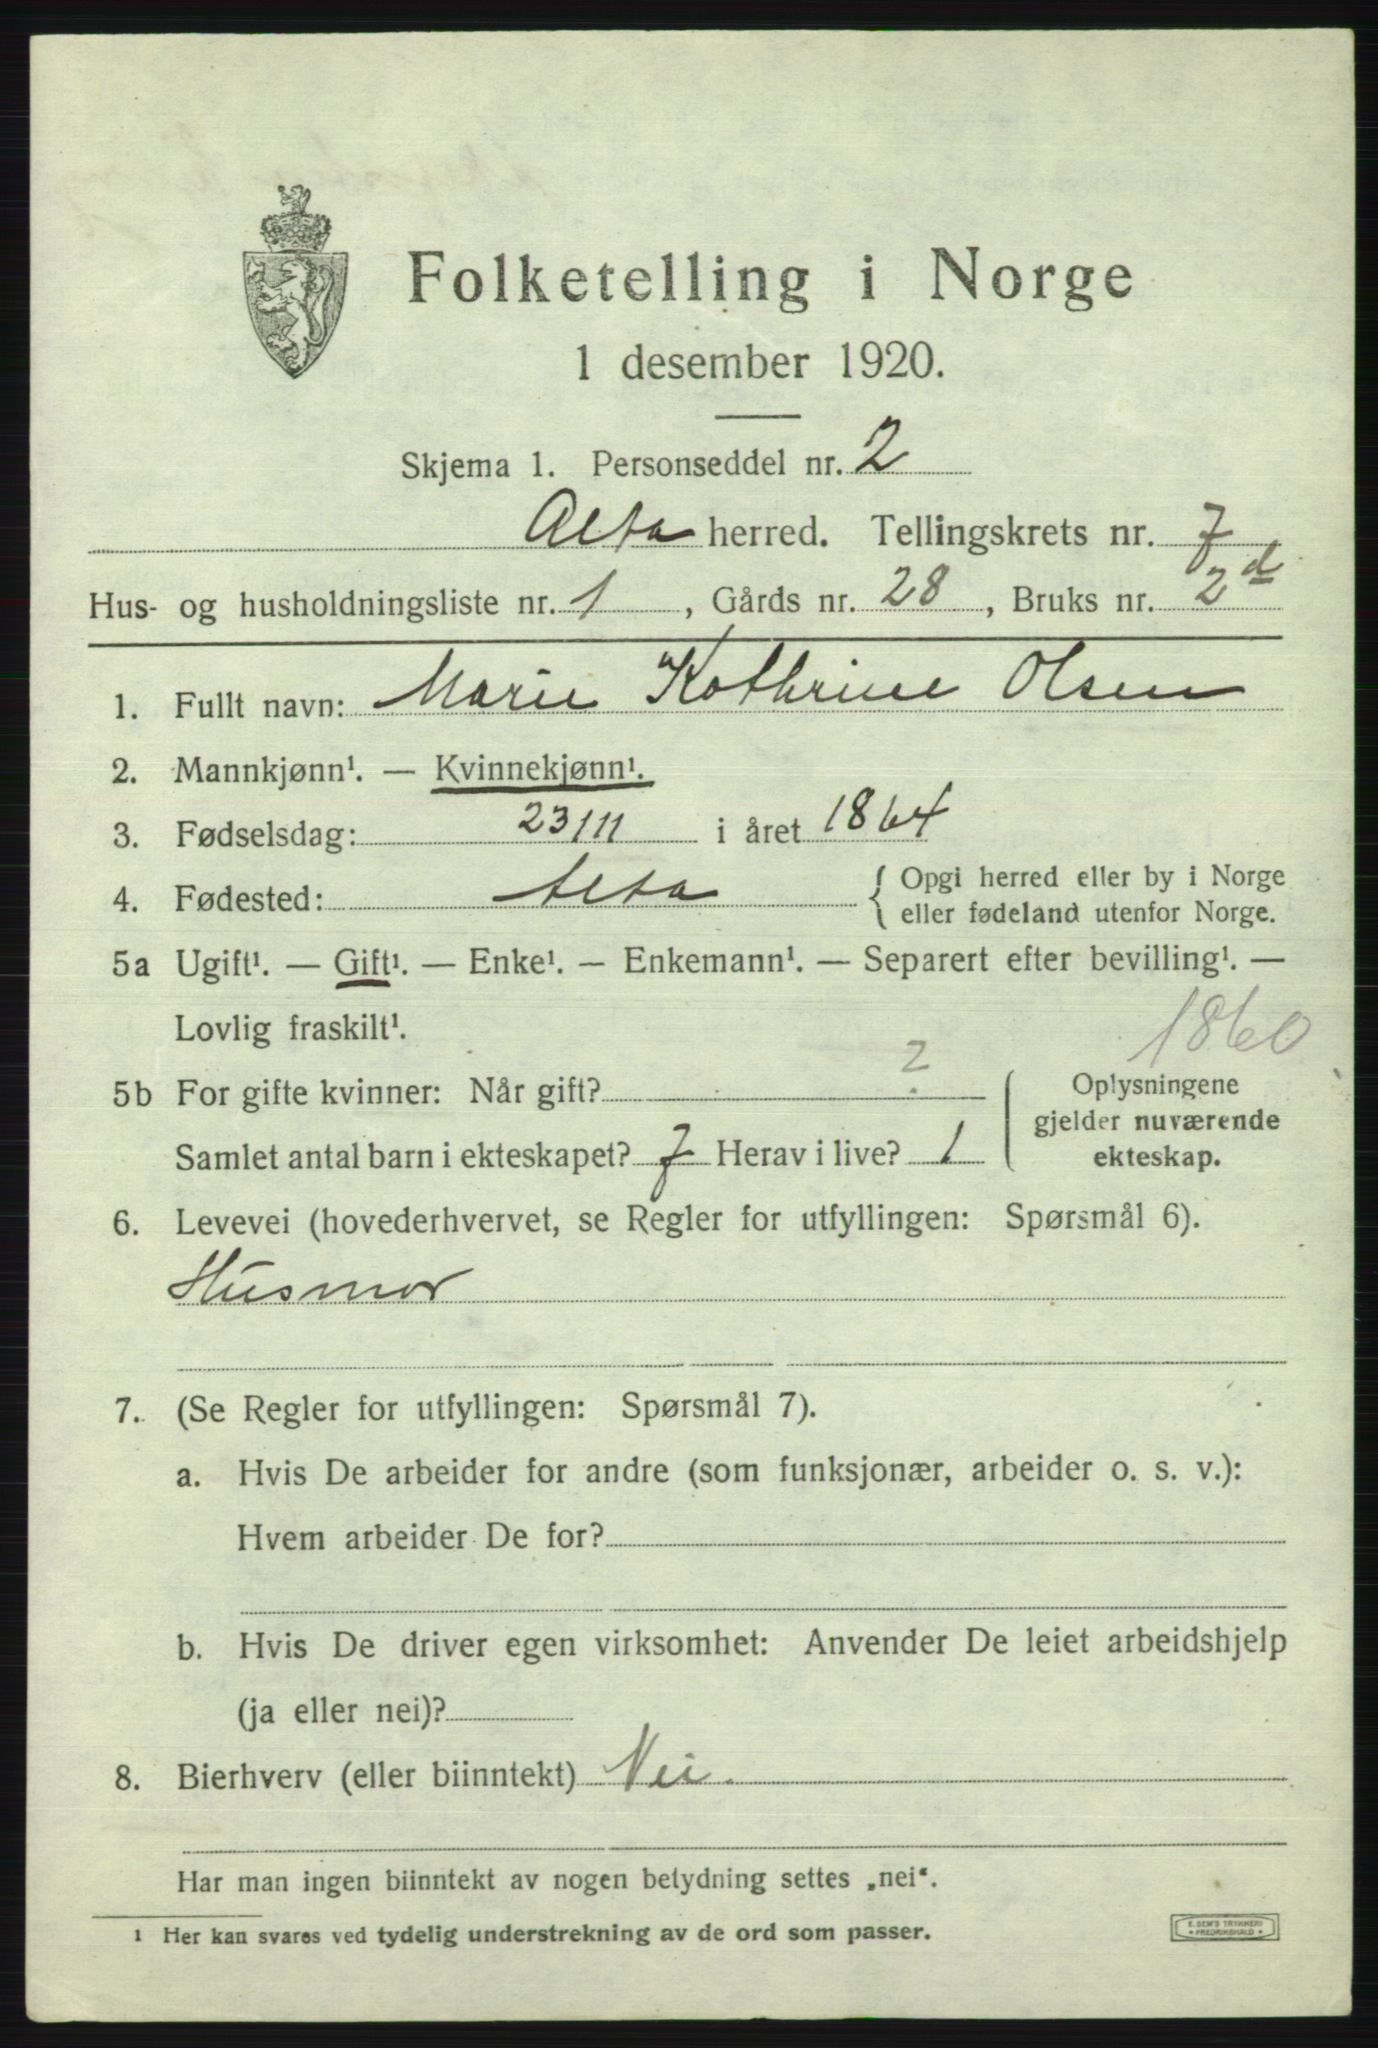 Folketelling i Norge
1 desember 1920.
Skjema 1. Personseddel nr. 2
Alta herred. Tellingskrets nr. 7
Hus- og husholdningsliste nr. 1, Gårds nr. 28, Bruks nr. 2d
1. Fullt navn: Marie Kathrine Olsen
2. Mannkjønn¹. — Kvinnekjønn¹.
3. Fødselsdag: 23/11 i året 1864
4. Fødested: Alta { Opgi herred eller by i Norge
eller fødeland utenfor Norge.
5a Ugift¹. — Gift¹. — Enke¹. — Enkemann¹. — Separert efter bevilling¹. —
Lovlig fraskilt¹.
1860
5b For gifte kvinner: Når gift? ?
Samlet antal barn i ekteskapet? 7 Herav i live? 1
Oplysningene
gjelder nuværende
ekteskap.
6. Levevei (hovederhvervet, se Regler for utfyllingen: Spørsmål 6).
Husmor
7. (Se Regler for utfyllingen: Spørsmål 7).
a. Hvis De arbeider for andre (som funksjonær, arbeider o. s. v.):
Hvem arbeider De for?
b. Hvis De driver egen virksomhet: Anvender De leiet arbeidshjelp
(ja eller nei)?
8. Bierhverv (eller biinntekt) Nei.
Har man ingen biinntekt av nogen betydning settes „nei“.
1 Her kan svares ved tydelig understrekning av de ord som passer.
E. SEM'S TRYKKERI
* FREDRIKSHALD *